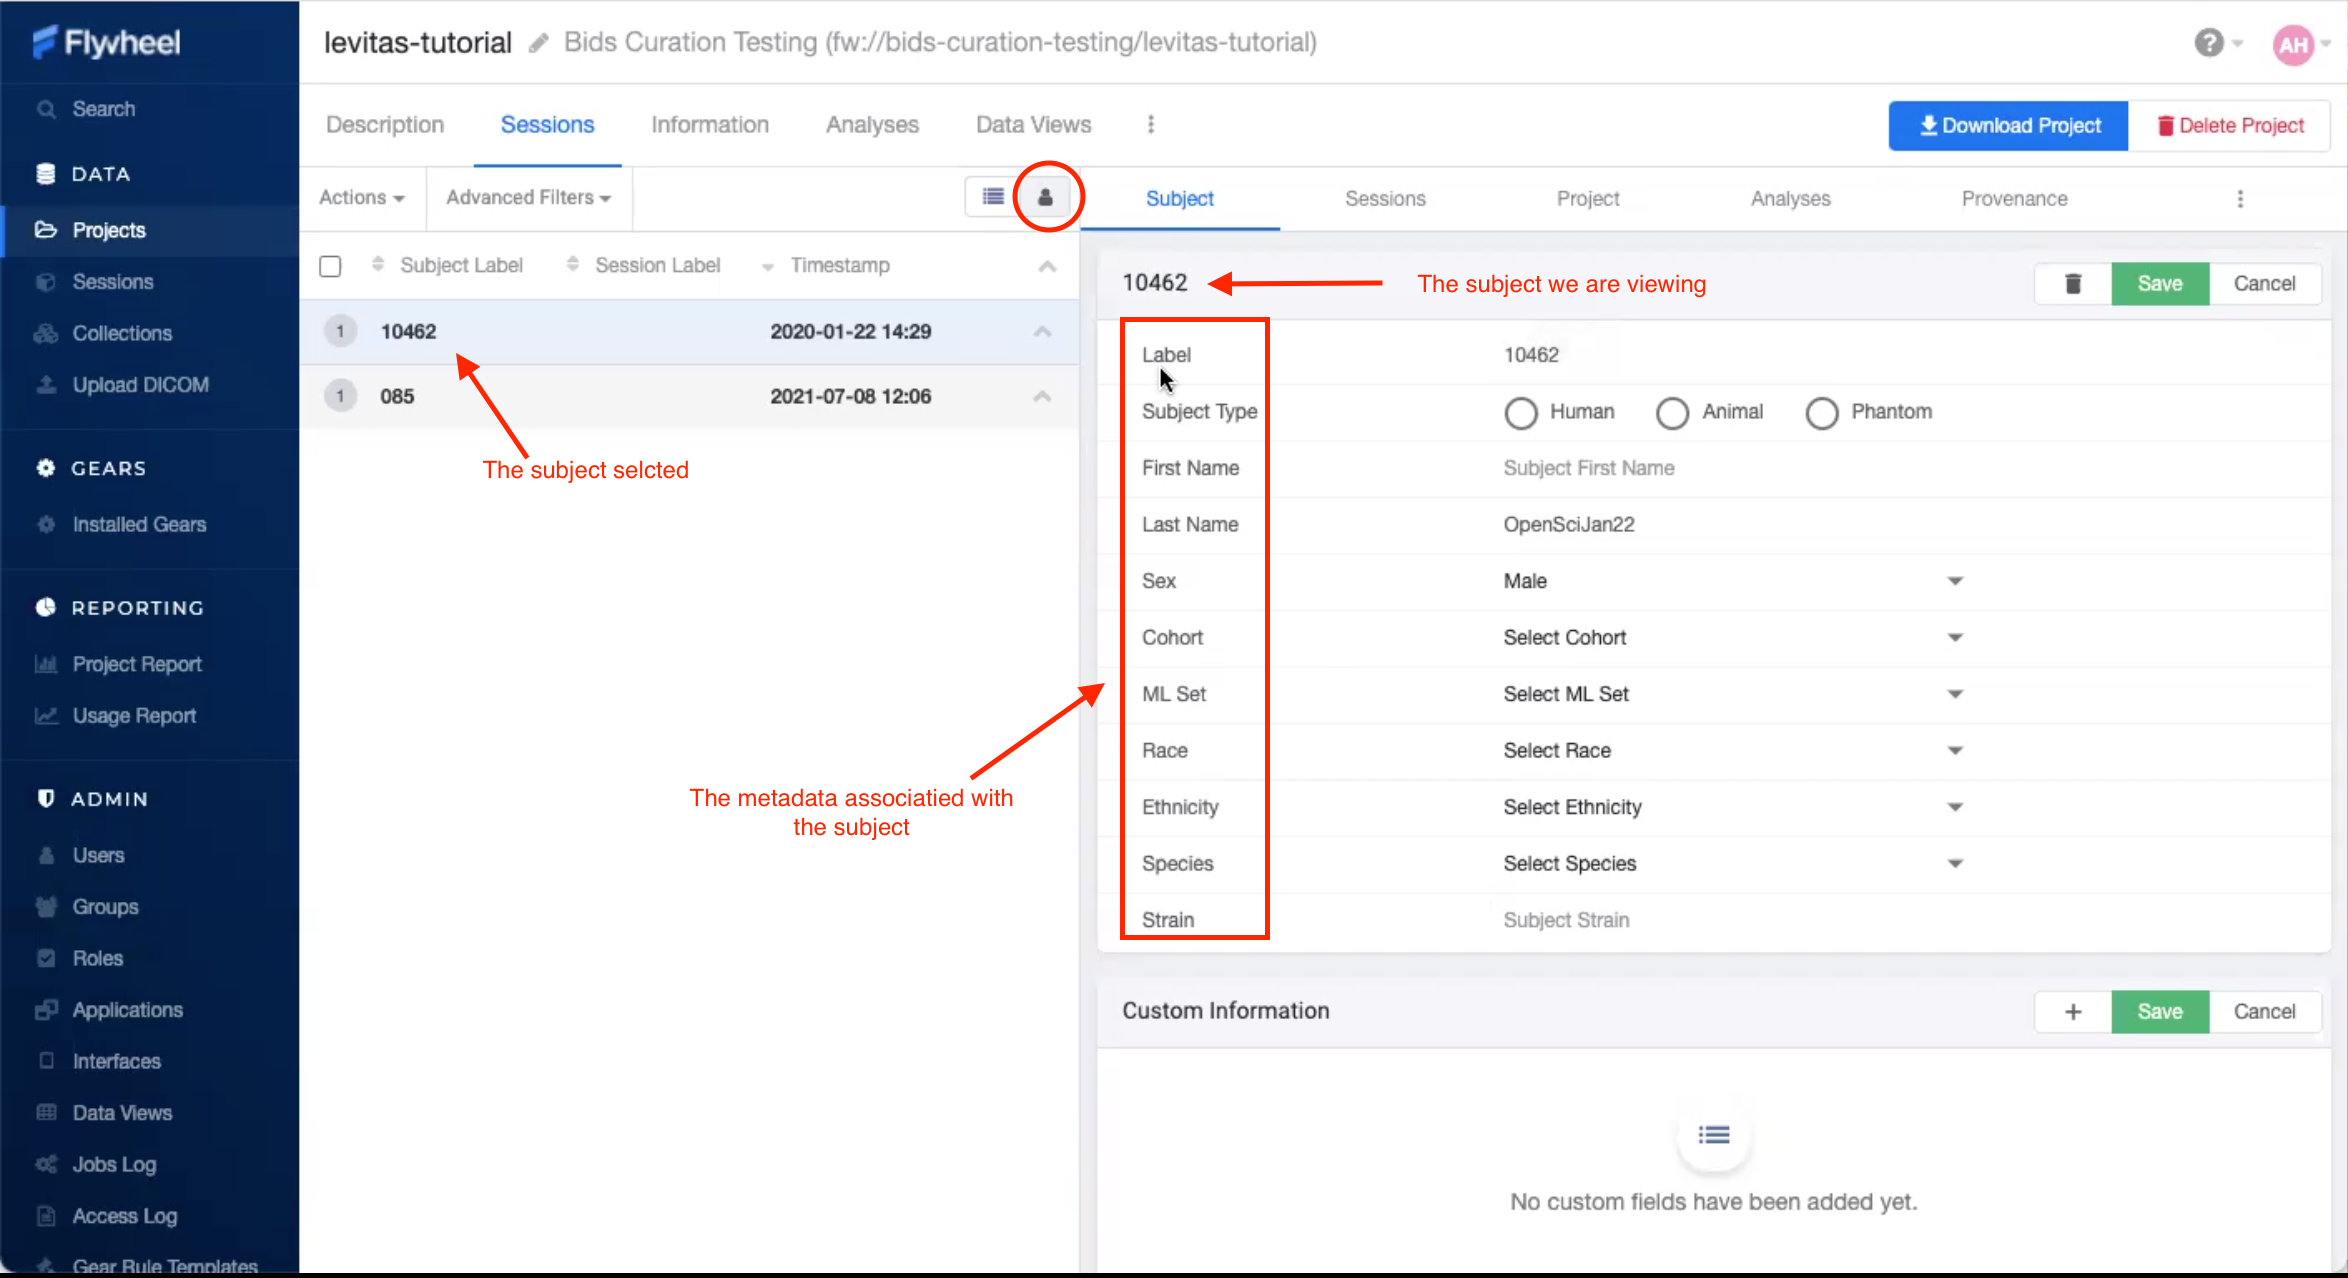 Flywheel
levitas-tutorial Bids Curation Testing (fw://bids-curation-testing/levitas-tutorial)
? AH
Search
DATA
Projects
Sessions
Collections
Upload DICOM
GEARS
Installed Gears
REPORTING
Project Report
Usage Report
ADMIN
Users
Groups
Roles
Applications
Interfaces
Data Views
Jobs Log
Access Log
Gear Rule Templates
Description Sessions Information Analyses Data Views
Download Project Delete Project
Actions Advanced Filters
Subject Label Session Label Timestamp
1 10462 2020-01-22 14:29
1 085 2021-07-08 12:06
The subject selcted
The metadata associatied with
the subject
Subject Sessions Project Analyses Provenance
10462 The subject we are viewing Save Cancel
Label 10462
Subject Type Human Animal Phantom
First Name Subject First Name
Last Name OpenSciJan22
Sex Male
Cohort Select Cohort
ML Set Select ML Set
Race Select Race
Ethnicity Select Ethnicity
Species Select Species
Strain Subject Strain
Custom Information + Save Cancel
No custom fields have been added yet.